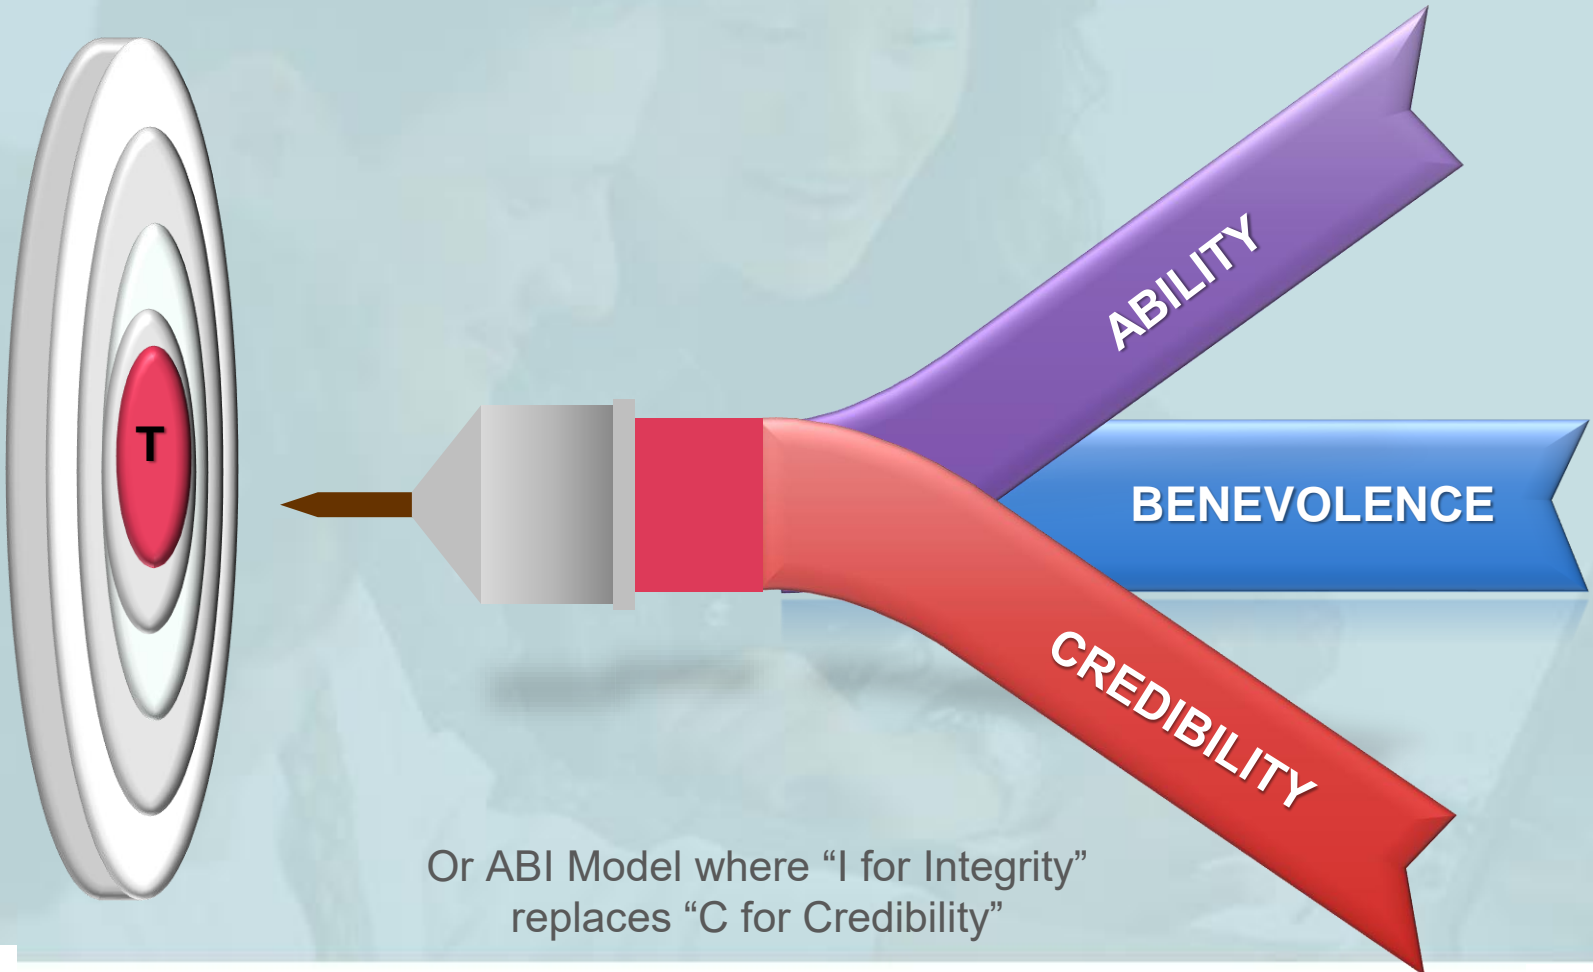 ABILITY
T
BENEVOLENCE
CREDIBILITY
Or ABI Model where “I for Integrity”
replaces “C for Credibility”